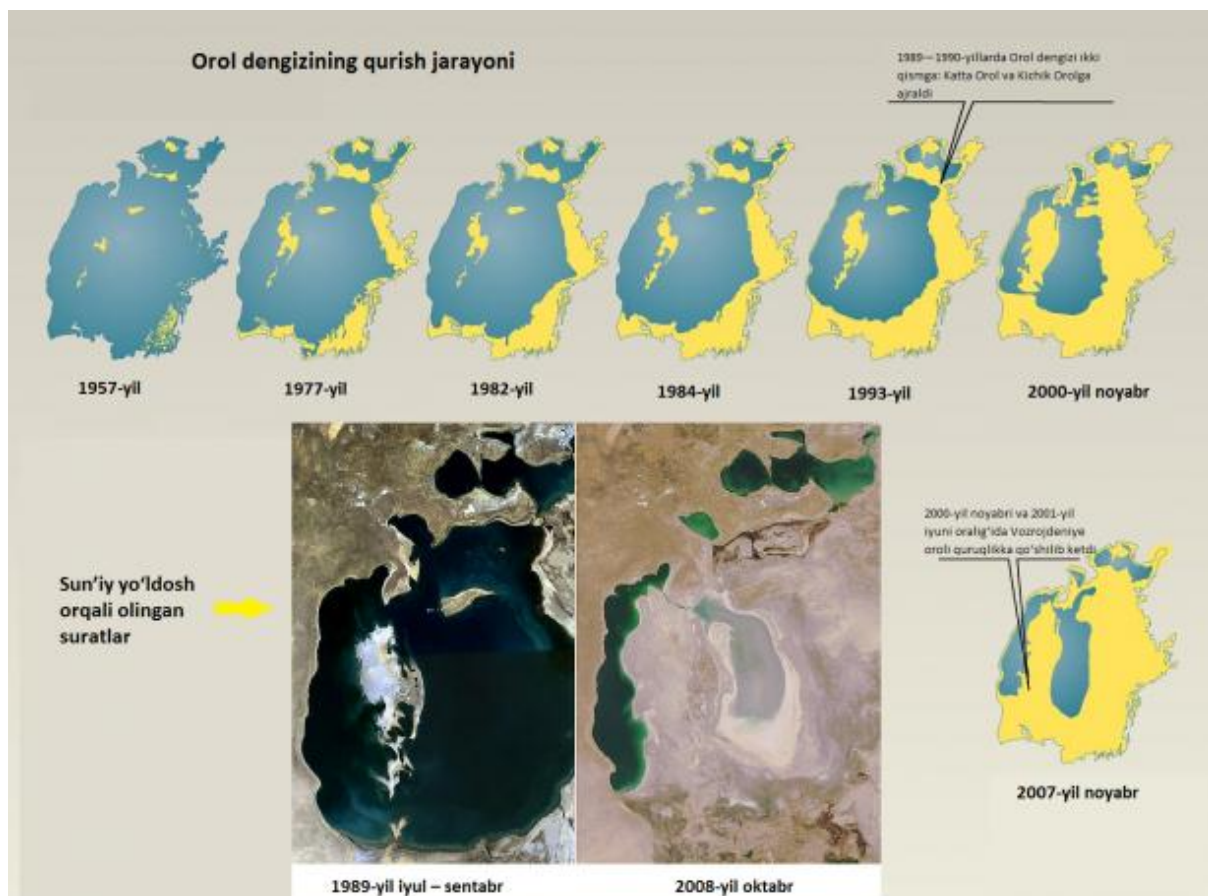 Orol dengizining qurish jarayoni
1989—1990-yillarda Orol dengizi ikki
qismga: Katta Orol va Kichik Orolga
ajraldi
1957-yil
1977-yil
1982-yil
1984-yil
1993-yil
2000-yil noyabr
Sun’iy yo‘ldosh
orqali olingan
suratlar
2000-yil noyabri va 2001-yil
iyuni oralig‘ida Vozrojdeniye
oroli quruqlikka qo‘shilib ketdi
2007-yil noyabr
1989-yil iyul – sentabr
2008-yil oktabr